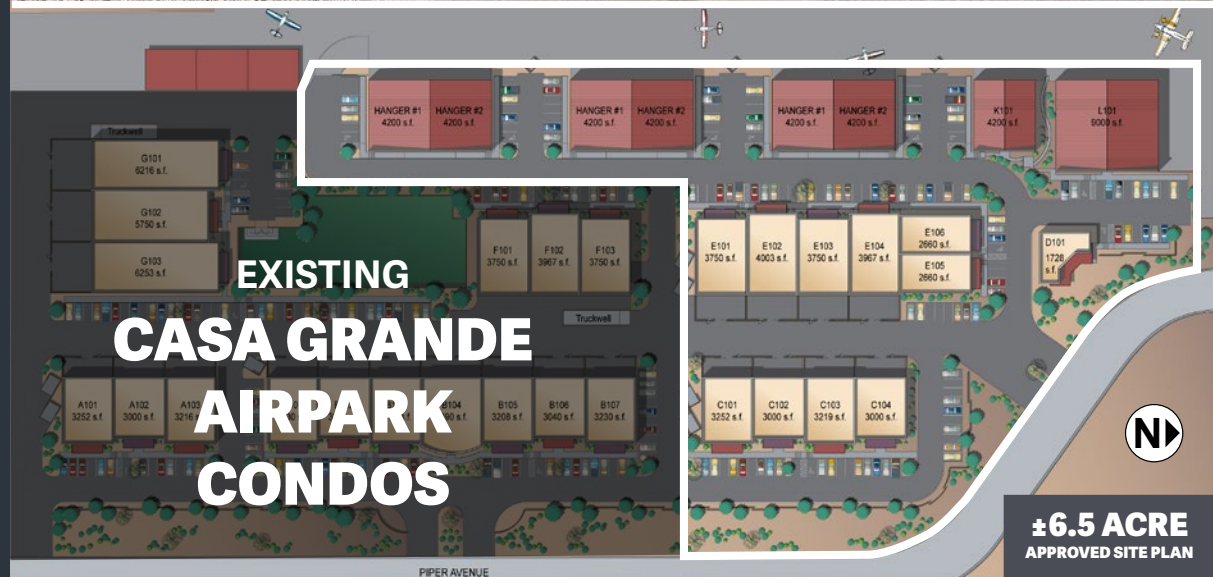 HANGER #1
4200 s.f.
HANGER #2
4200 s.f.
HANGER #1
4200 s.f.
HANGER #2
4200 s.f.
HANGER #1
4200 s.f.
HANGER #2
4200 s.f.
K101
4200 s.f.
L101
9000 s.f.
Truckwell
G101
6216 s.f.
G102
5750 s.f.
G103
6253 s.f.
F101
3750 s.f.
F102
3967 s.f.
F103
3750 s.f.
E101
3750 s.f.
E102
4003 s.f.
E103
3750 s.f.
E104
3967 s.f.
E106
2660 s.f.
E105
2660 s.f.
D101
1728
s.f.
Truckwell
EXISTING
CASA GRANDE
AIRPARK
CONDOS
A101
3252 s.f.
A102
3000 s.f.
A103
3216
B104
B105
3208 s.f.
B106
3040 s.f.
B107
3230 s.f.
C101
3252 s.f.
C102
3000 s.f.
C103
3219 s.f.
C104
3000 s.f.
N
±6.5 ACRE
APPROVED SITE PLAN
PIPER AVENUE